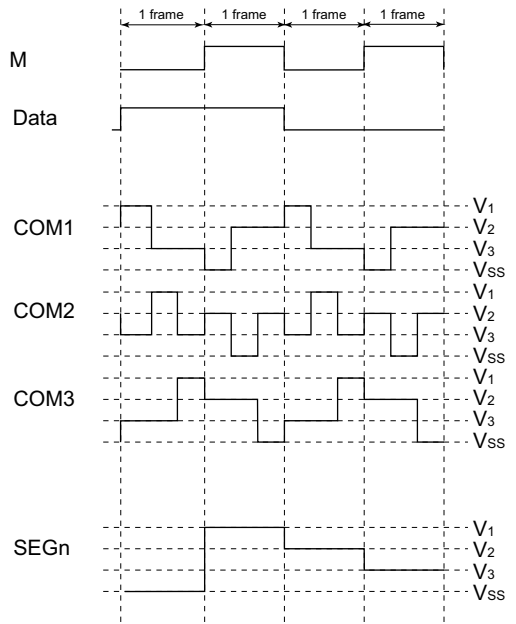 1 frame 1 frame 1 frame 1 frame
M
Data
COM1
V1
V2
V3
VSS
COM2
V1
V2
V3
VSS
COM3
V1
V2
V3
VSS
SEGn
V1
V2
V3
VSS